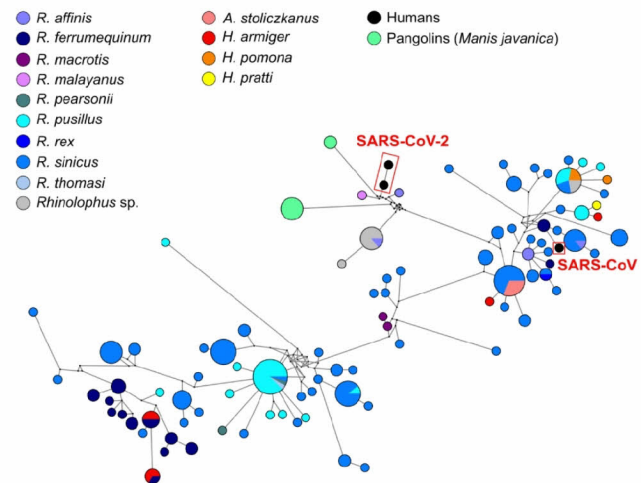 R. affinis
R. ferrumequinum
R. macrotis
R. malayanus
R. pearsonii
R. pusillus
R. rex
R. sinicus
R. thomasi
Rhinolophus sp.
A. stoliczkanus
H. armiger
H. pomona
H. pratti
Humans
Pangolins (Manis javanica)
SARS-CoV-2
SARS-CoV